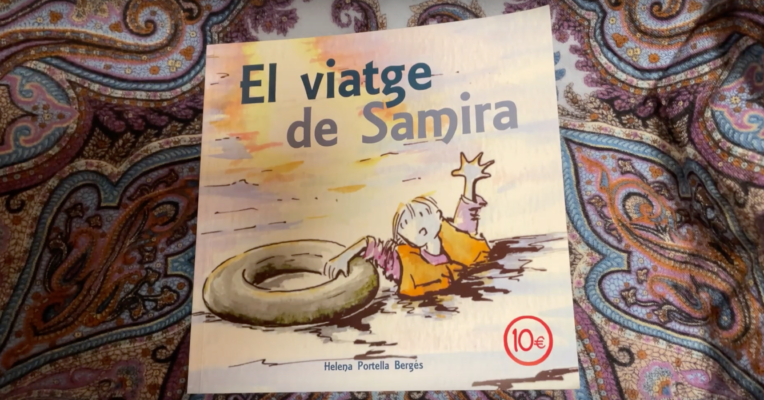 El viatge
de Samira
10€
Helena Portella Bergés